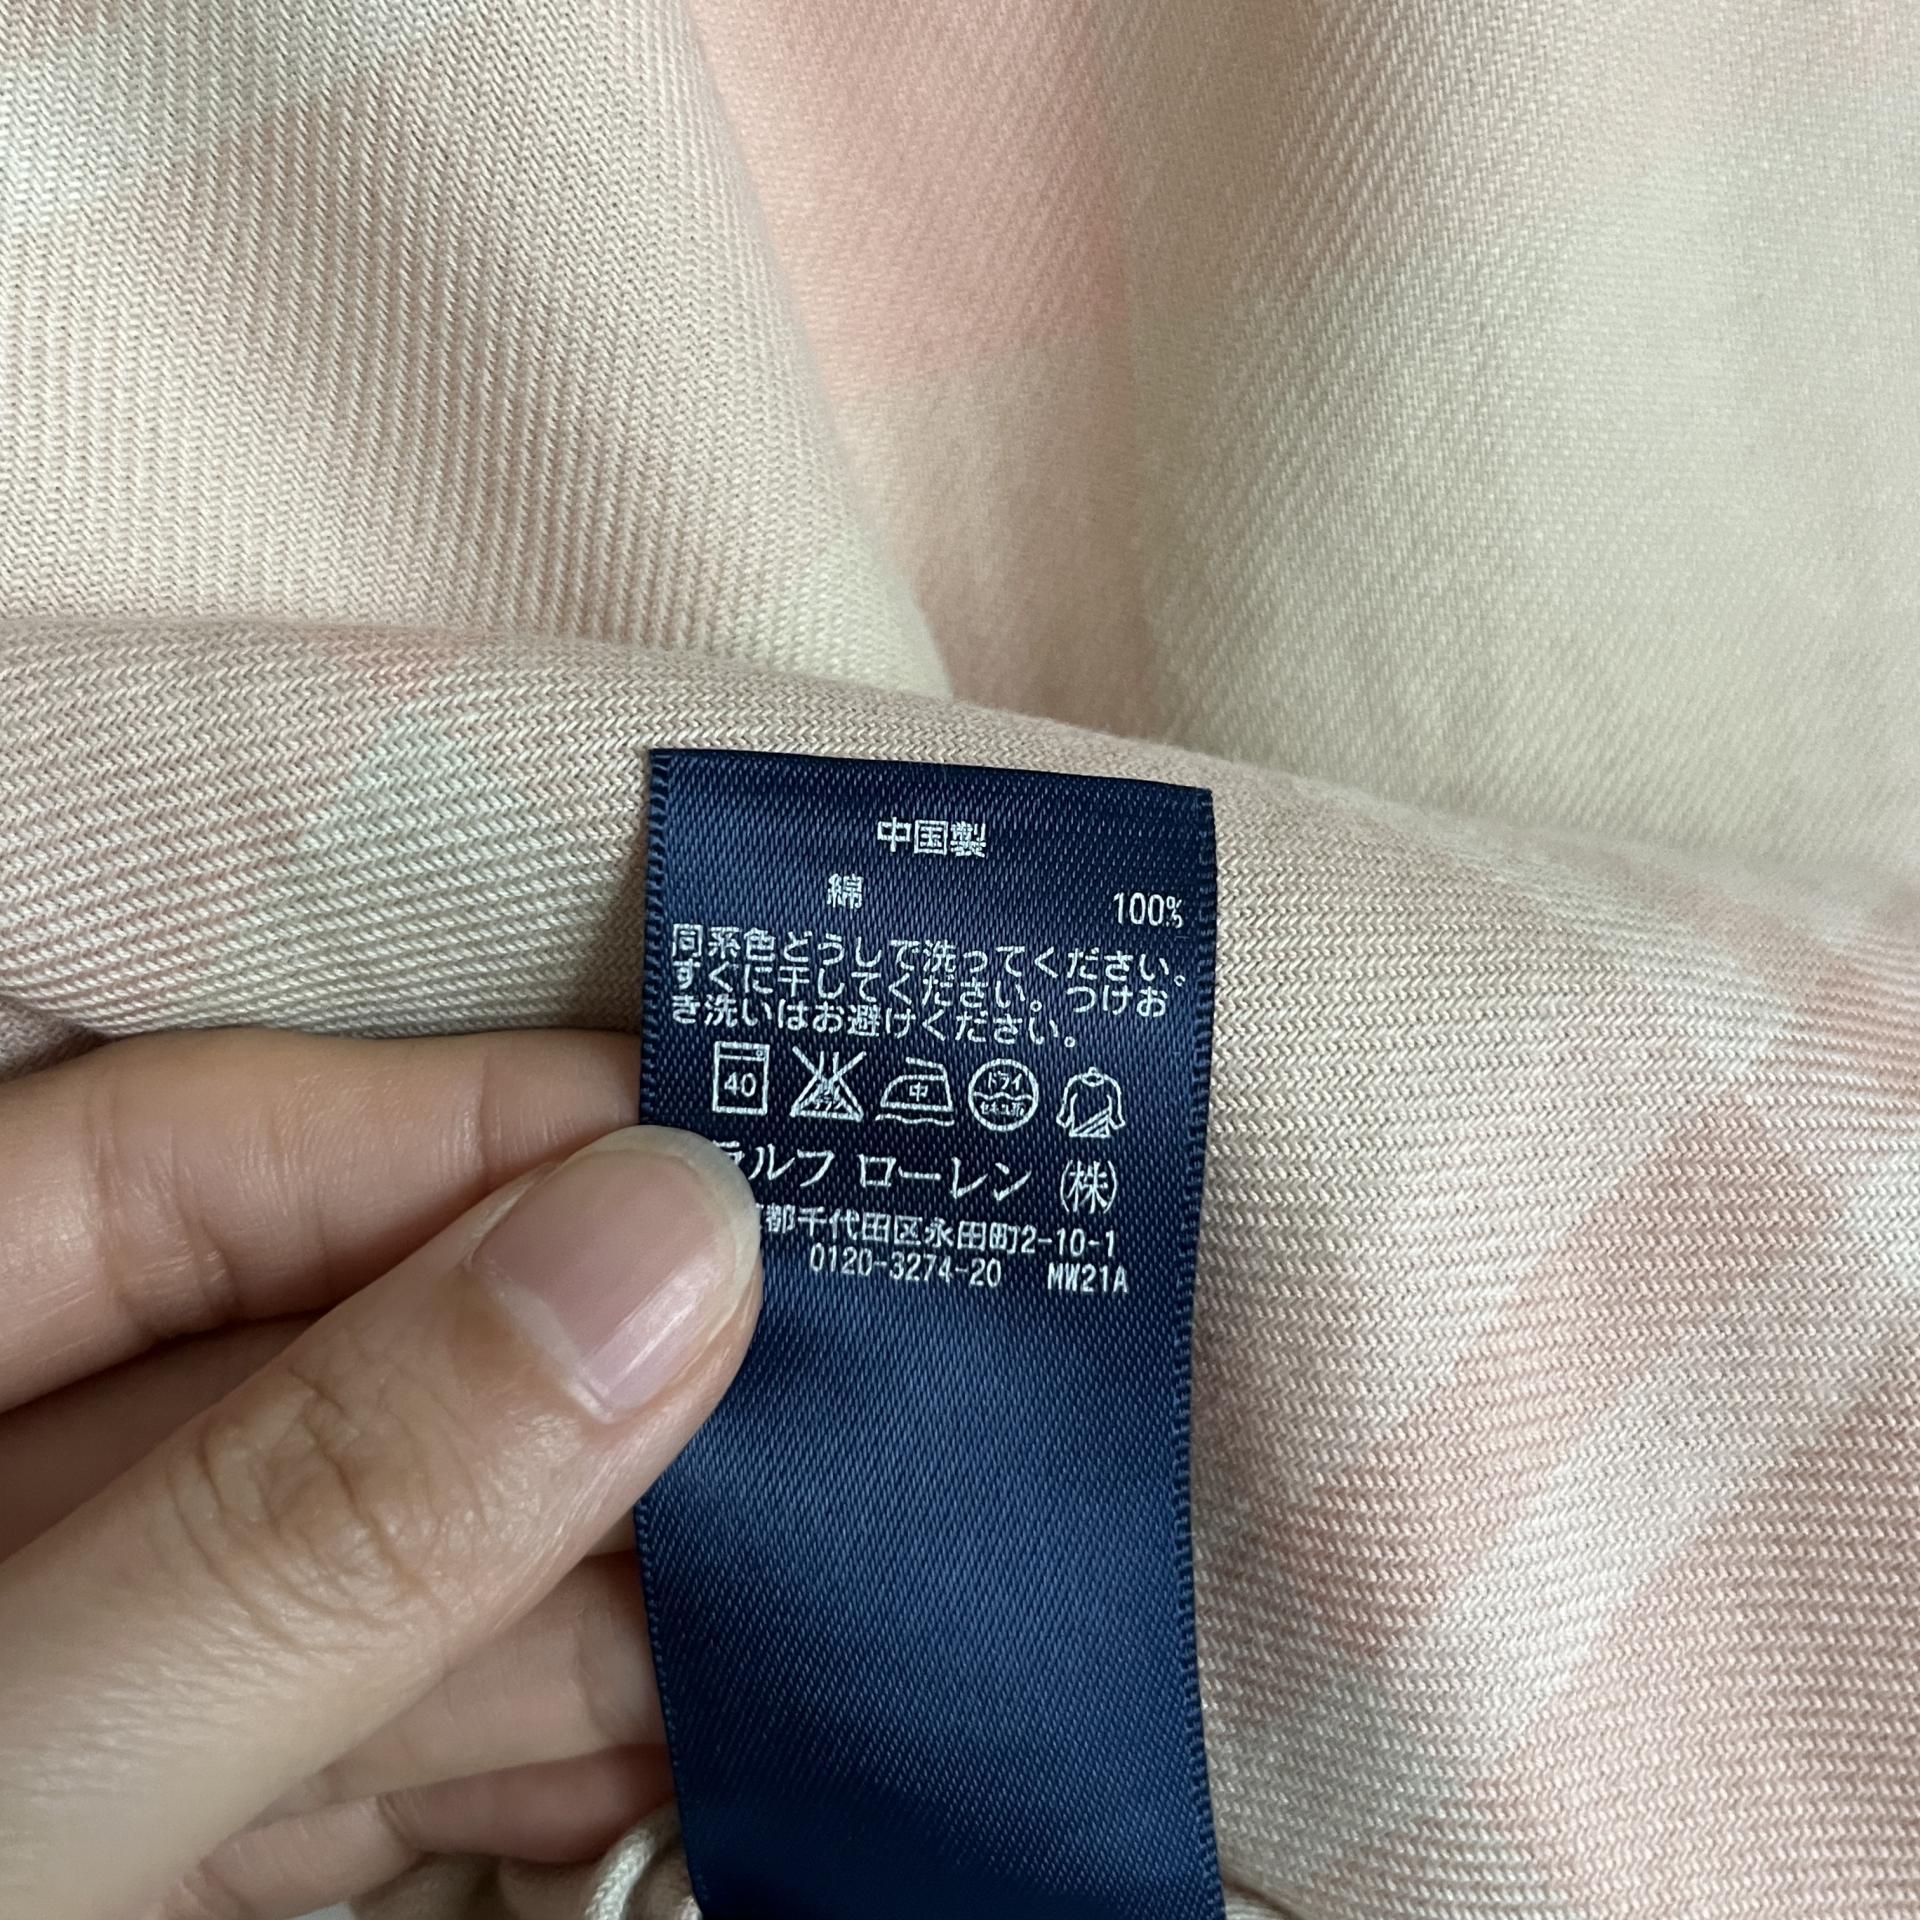 中国製
綿 100%
同系色どうしで洗ってください。
すぐに干してください。つけお
き洗いはお避けください。
40 中 ドライ
ルフ ローレン ㈱
都千代田区永田町2-10-1
0120-3274-20 MW21A